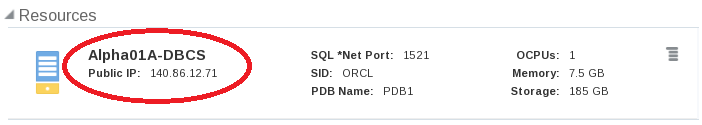 Resources
Alpha01A-DBCS
Public IP: 140.86.12.71
SQL *Net Port: 1521
SID: ORCL
PDB Name: PDB1
OCPUs: 1
Memory: 7.5 GB
Storage: 185 GB